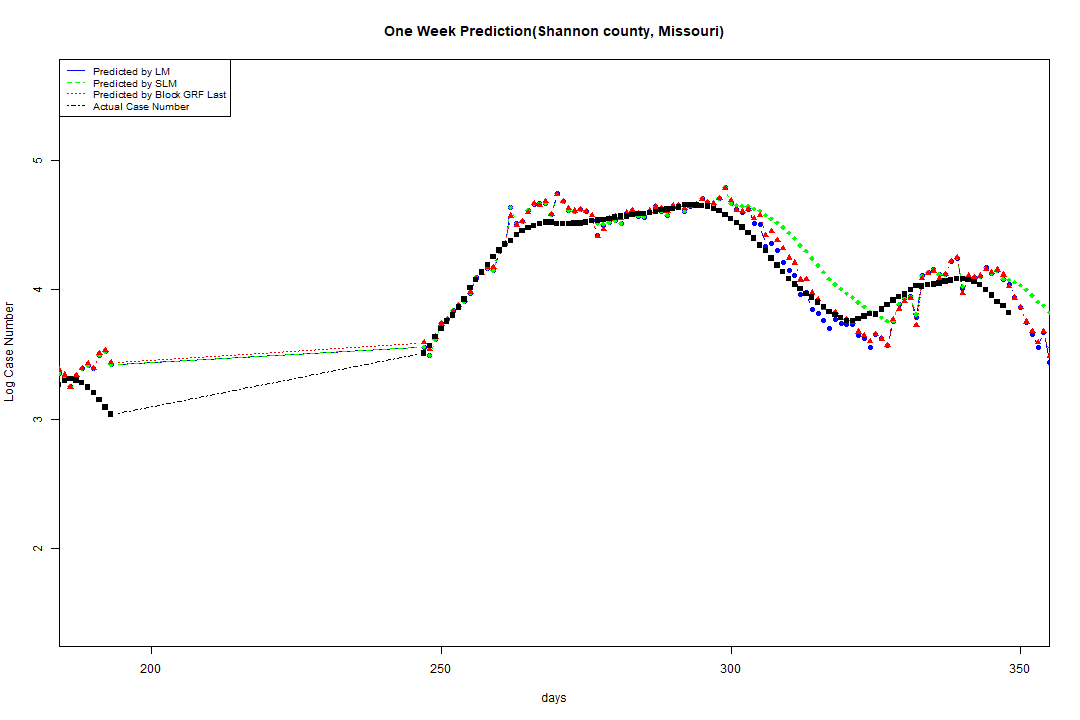 One Week Prediction(Shannon county, Missouri)
Predicted by LM
Predicted by SLM
Predicted by Block GRF Last
Actual Case Number
Log Case Number
5
4
3
2
200
250
300
350
days